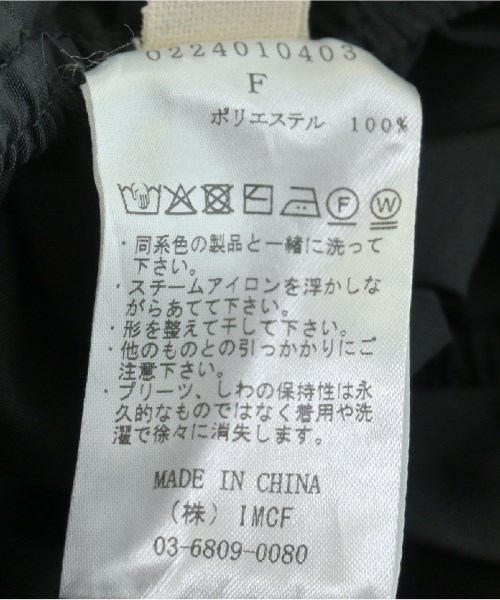 0224010403
F
ポリエステル 100%
F W
・同系色の製品と一緒に洗って
下さい。
・スチームアイロンを浮かしな
がらあてて下さい。
・形を整えて干して下さい。
・他のものとの引っかかりにご
注意下さい。
・プリーツ、しわの保持性は永
久的なものではなく着用や洗
濯で徐々に消失します。
MADE IN CHINA
(株) IMCF
03-6809-0080